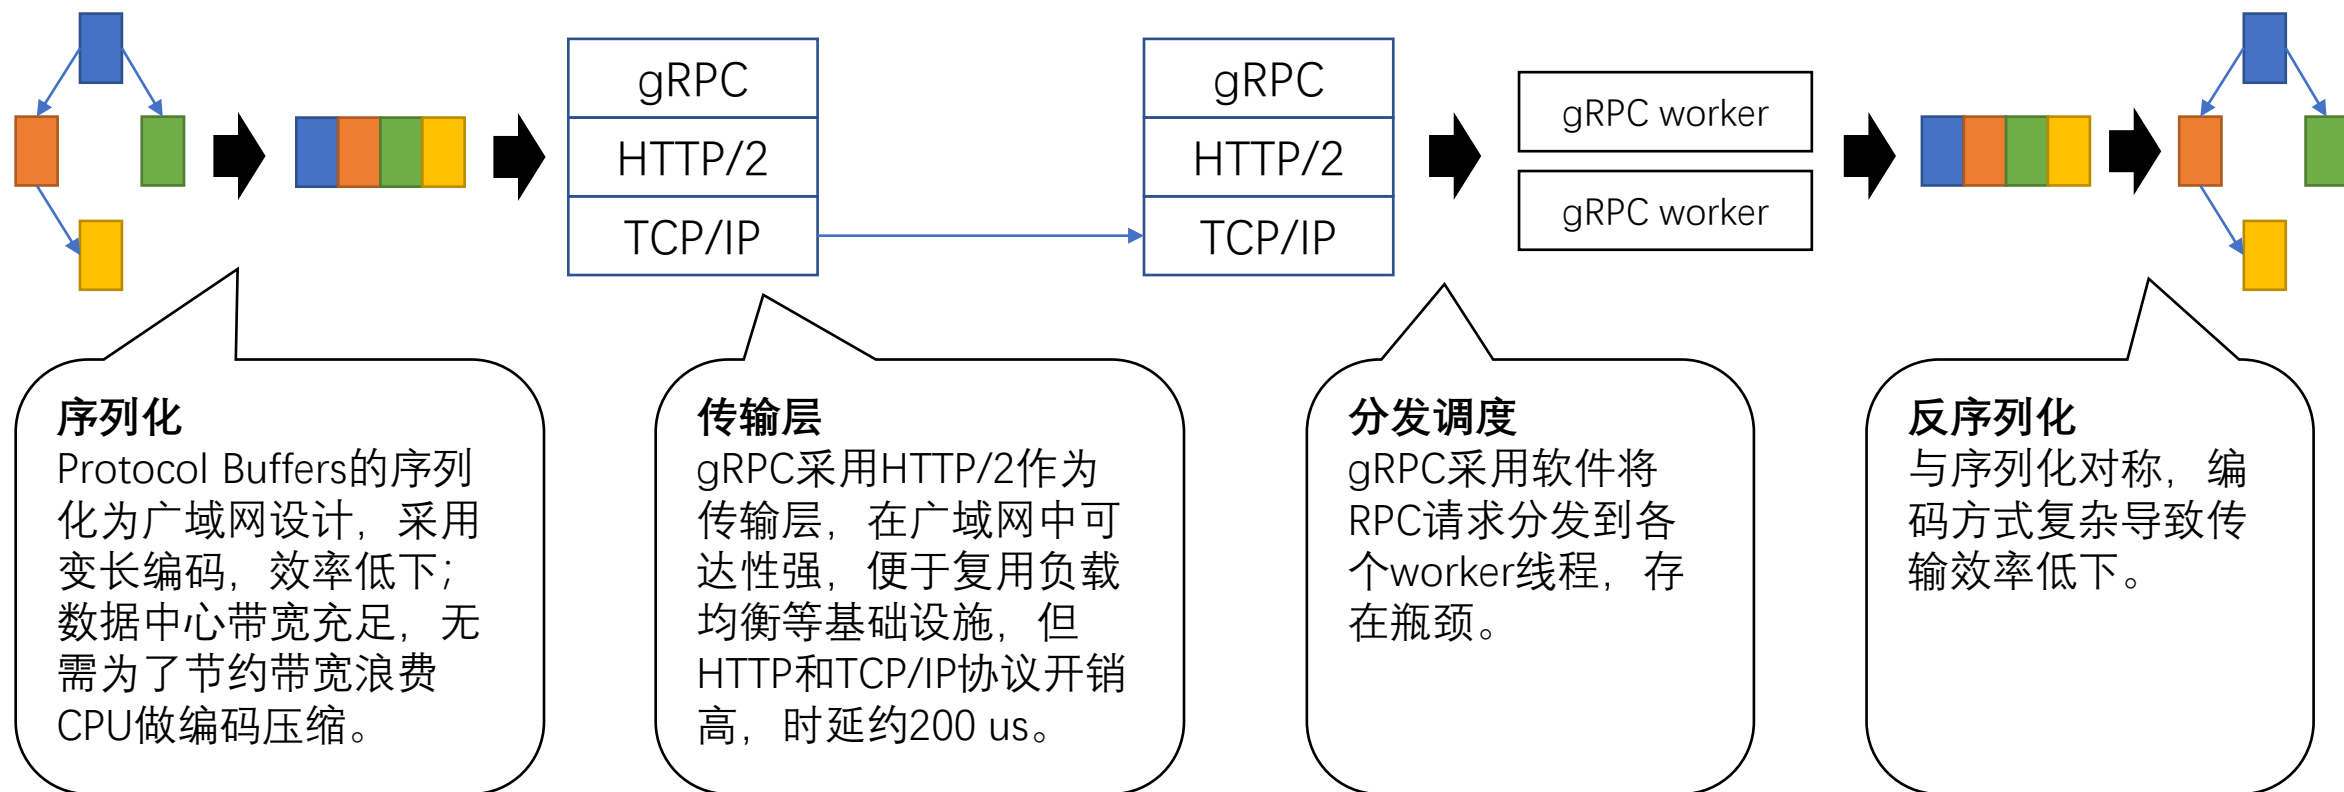 gRPC
HTTP/2
TCP/IP
gRPC
HTTP/2
TCP/IP
gRPC worker
gRPC worker
序列化
Protocol Buffers的序列
化为广域网设计，采用
变长编码，效率低下；
数据中心带宽充足，无
需为了节约带宽浪费
CPU做编码压缩。
传输层
gRPC采用HTTP/2作为
传输层，在广域网中可
达性强，便于复用负载
均衡等基础设施，但
HTTP和TCP/IP协议开销
高，时延约200 us。
分发调度
gRPC采用软件将
RPC请求分发到各
个worker线程，存
在瓶颈。
反序列化
与序列化对称，编
码方式复杂导致传
输效率低下。